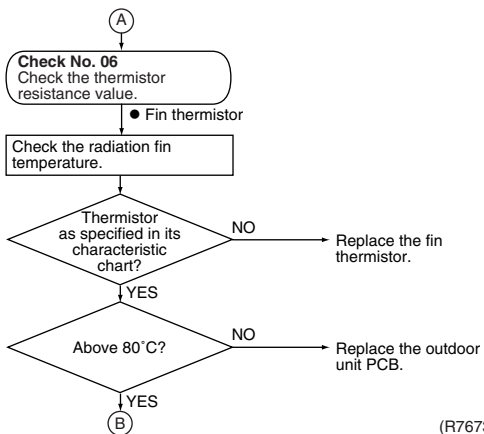 A
Check No. 06
Check the thermistor
resistance value.
● Fin thermistor
Check the radiation fin
temperature.
Thermistor
as specified in its
characteristic
chart?
NO
Replace the fin
thermistor.
YES
Above 80˚C?
NO
Replace the outdoor
unit PCB.
YES
B
(R7673